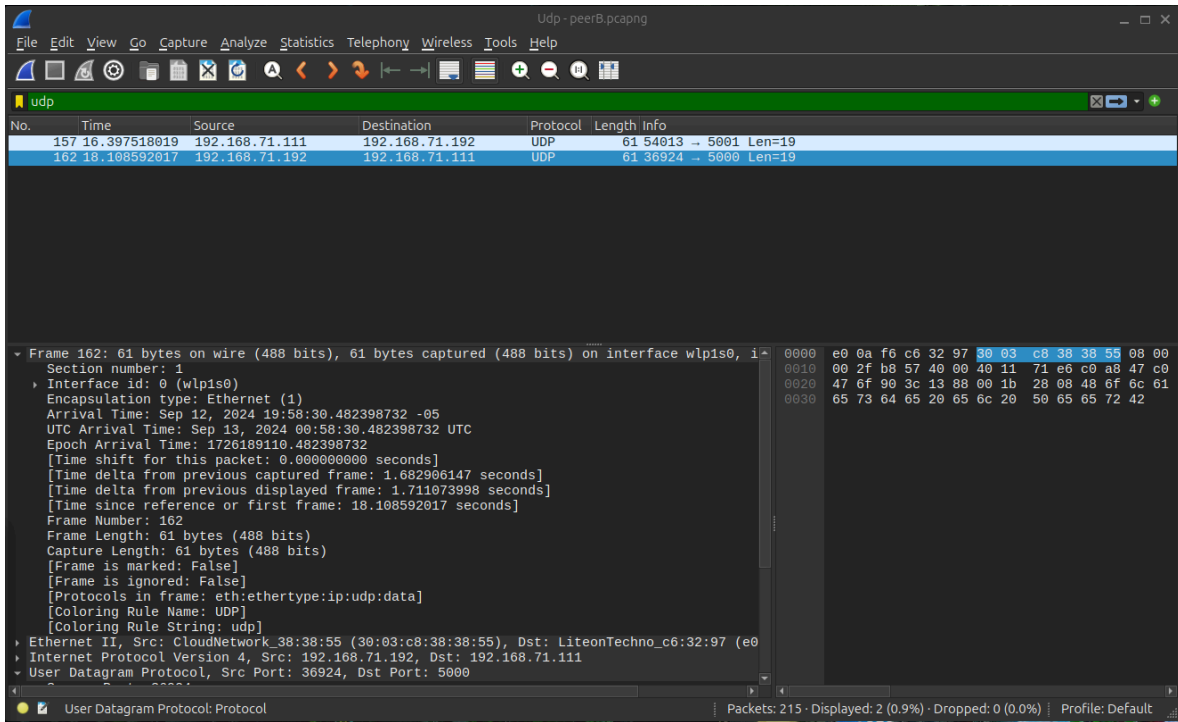 Udp - peerB.pcapng
File Edit View Go Capture Analyze Statistics Telephony Wireless Tools Help
udp
No. Time Source Destination Protocol Length Info
157 16.397518019 192.168.71.111 192.168.71.192 UDP 61 54013 → 5001 Len=19
162 18.108592017 192.168.71.192 192.168.71.111 UDP 61 36924 → 5000 Len=19
Frame 162: 61 bytes on wire (488 bits), 61 bytes captured (488 bits) on interface wlp1s0, i
Section number: 1
Interface id: 0 (wlp1s0)
Encapsulation type: Ethernet (1)
Arrival Time: Sep 12, 2024 19:58:30.482398732 -05
UTC Arrival Time: Sep 13, 2024 00:58:30.482398732 UTC
Epoch Arrival Time: 1726189110.482398732
[Time shift for this packet: 0.000000000 seconds]
[Time delta from previous captured frame: 1.682906147 seconds]
[Time delta from previous displayed frame: 1.711073998 seconds]
[Time since reference or first frame: 18.108592017 seconds]
Frame Number: 162
Frame Length: 61 bytes (488 bits)
Capture Length: 61 bytes (488 bits)
[Frame is marked: False]
[Frame is ignored: False]
[Protocols in frame: eth:ethertype:ip:udp:data]
[Coloring Rule Name: UDP]
[Coloring Rule String: udp]
Ethernet II, Src: CloudNetwork_38:38:55 (30:03:c8:38:38:55), Dst: LiteonTechno_c6:32:97 (e0
Internet Protocol Version 4, Src: 192.168.71.192, Dst: 192.168.71.111
User Datagram Protocol, Src Port: 36924, Dst Port: 5000
0000 e0 0a f6 c6 32 97 30 03 c8 38 38 55 08 00
0010 00 2f b8 57 40 00 40 11 71 e6 c0 a8 47 c0
0020 47 6f 90 3c 13 88 00 1b 28 08 48 6f 6c 61
0030 65 73 64 65 20 65 6c 20 50 65 65 72 42
User Datagram Protocol: Protocol
Packets: 215 · Displayed: 2 (0.9%) · Dropped: 0 (0.0%)
Profile: Default